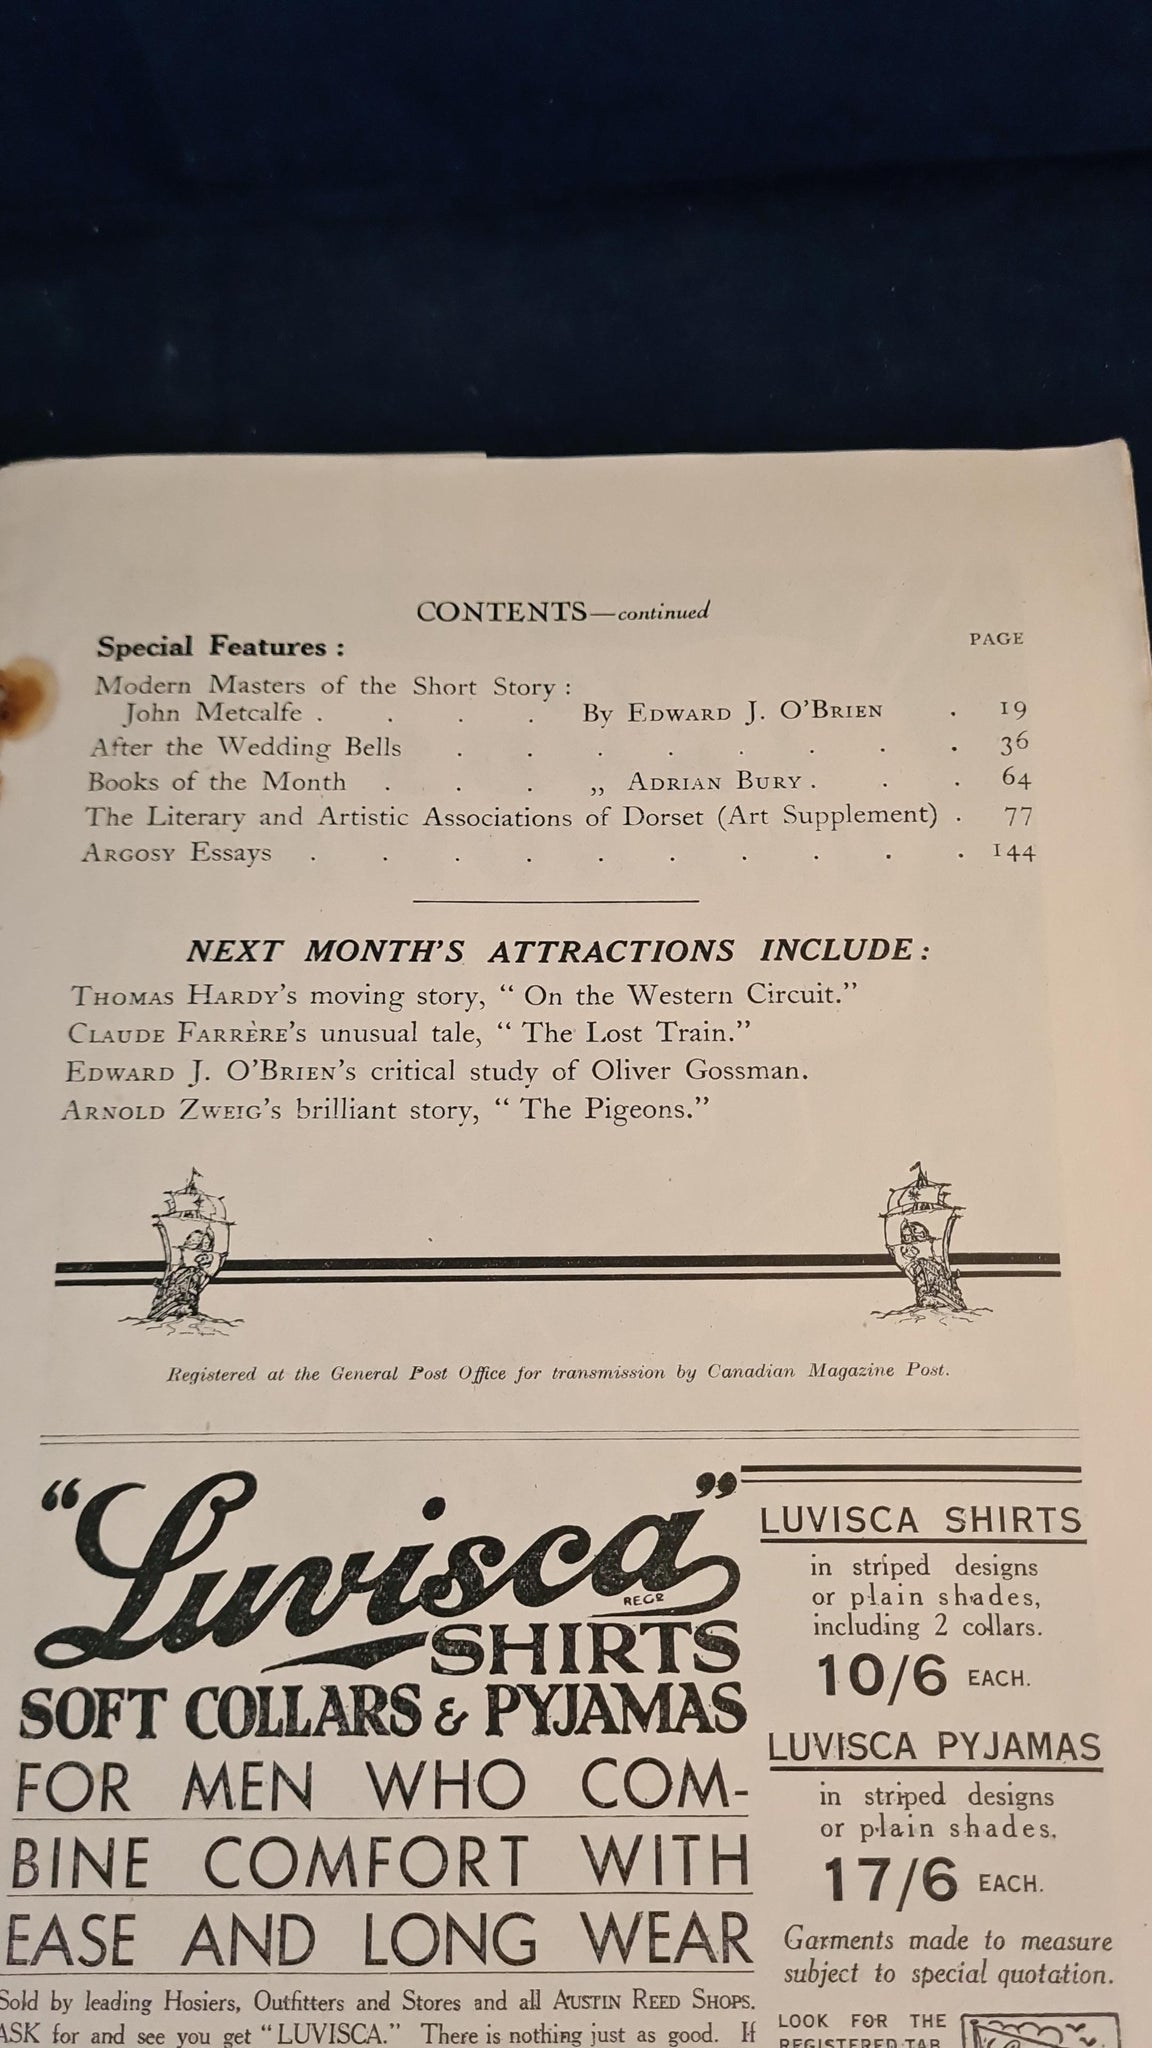 CONTENTS—continued
Special Features : PAGE
Modern Masters of the Short Story :
John Metcalfe . . . . By EDWARD J. O'BRIEN . 19
After the Wedding Bells . . . . . . . . 36
Books of the Month . . . „ ADRIAN BURY . . . 64
The Literary and Artistic Associations of Dorset (Art Supplement) . 77
ARGOSY Essays . . . . . . . . . . 144
NEXT MONTH'S ATTRACTIONS INCLUDE :
THOMAS HARDY'S moving story, “ On the Western Circuit.”
CLAUDE FARRÈRE'S unusual tale, “ The Lost Train.”
EDWARD J. O'BRIEN'S critical study of Oliver Gossman.
ARNOLD ZWEIG'S brilliant story, “ The Pigeons.”
Registered at the General Post Office for transmission by Canadian Magazine Post.
“Luvisca”
REGD
SHIRTS
SOFT COLLARS & PYJAMAS
FOR MEN WHO COM-
BINE COMFORT WITH
EASE AND LONG WEAR
Sold by leading Hosiers, Outfitters and Stores and all AUSTIN REED SHOPS.
ASK for and see you get “LUVISCA.” There is nothing just as good. If
LUVISCA SHIRTS
in striped designs
or plain shades,
including 2 collars.
10/6 EACH.
LUVISCA PYJAMAS
in striped designs
or plain shades.
17/6 EACH.
Garments made to measure
subject to special quotation.
LOOK FOR THE
REGISTERED TAB